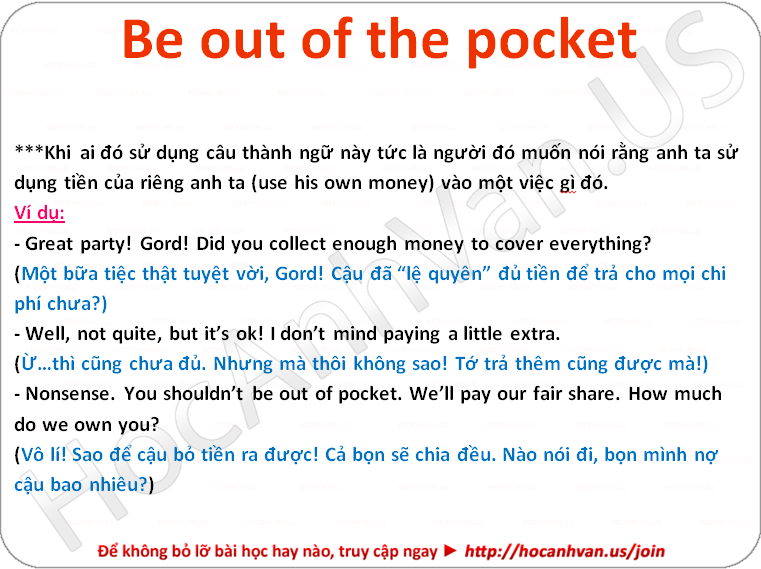 Be out of the pocket
***Khi ai đó sử dụng câu thành ngữ này tức là người đó muốn nói rằng anh ta sử
dụng tiền của riêng anh ta (use his own money) vào một việc gì đó.
Ví dụ:
- Great party! Gord! Did you collect enough money to cover everything?
(Một bữa tiệc thật tuyệt vời, Gord! Cậu đã “lệ quyên” đủ tiền để trả cho mọi chi
phí chưa?)
- Well, not quite, but it’s ok! I don’t mind paying a little extra.
(Ừ...thì cũng chưa đủ. Nhưng mà thôi không sao! Tớ trả thêm cũng được mà!)
- Nonsense. You shouldn’t be out of pocket. We’ll pay our fair share. How much
do we own you?
(Vô lí! Sao để cậu bỏ tiền ra được! Cả bọn sẽ chia đều. Nào nói đi, bọn mình nợ
cậu bao nhiêu?)
Để không bỏ lỡ bài học hay nào, truy cập ngay ► http://hocanhvan.us/join
HocAnhVan.US